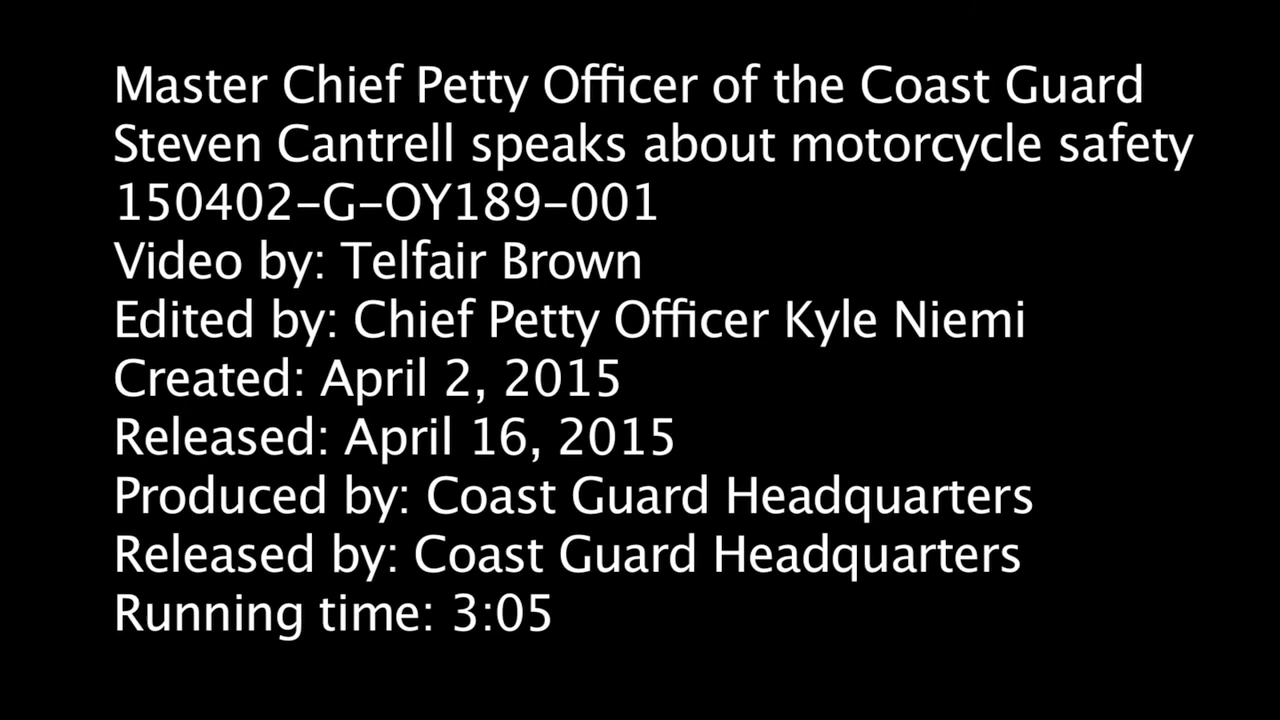 Master Chief Petty Officer of the Coast Guard
Steven Cantrell speaks about motorcycle safety
150402-G-OY189-001
Video by: Telfair Brown
Edited by: Chief Petty Officer Kyle Niemi
Created: April 2, 2015
Released: April 16, 2015
Produced by: Coast Guard Headquarters
Released by: Coast Guard Headquarters
Running time: 3:05